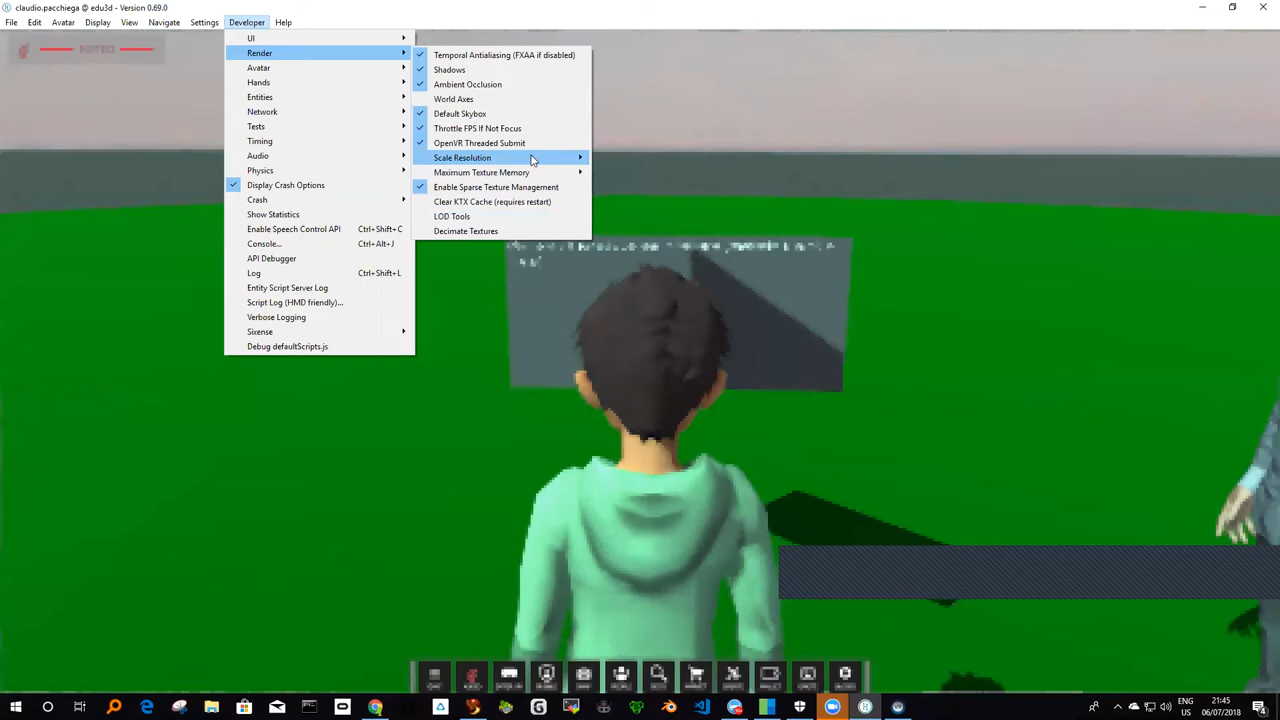 claudio.pacchiega @ edu3d - Version 0.69.0
File Edit Avatar Display View Navigate Settings Developer Help
MUTED
UI
Render
Avatar
Hands
Entities
Network
Tests
Timing
Audio
Physics
Display Crash Options
Crash
Show Statistics
Enable Speech Control API Ctrl+Shift+C
Console... Ctrl+Alt+J
API Debugger
Log Ctrl+Shift+L
Entity Script Server Log
Script Log (HMD friendly)...
Verbose Logging
Sixense
Debug defaultScripts.js
Temporal Antialiasing (FXAA if disabled)
Shadows
Ambient Occlusion
World Axes
Default Skybox
Throttle FPS If Not Focus
OpenVR Threaded Submit
Scale Resolution
Maximum Texture Memory
Enable Sparse Texture Management
Clear KTX Cache (requires restart)
LOD Tools
Decimate Textures
ENG
US
21:45
06/07/2018